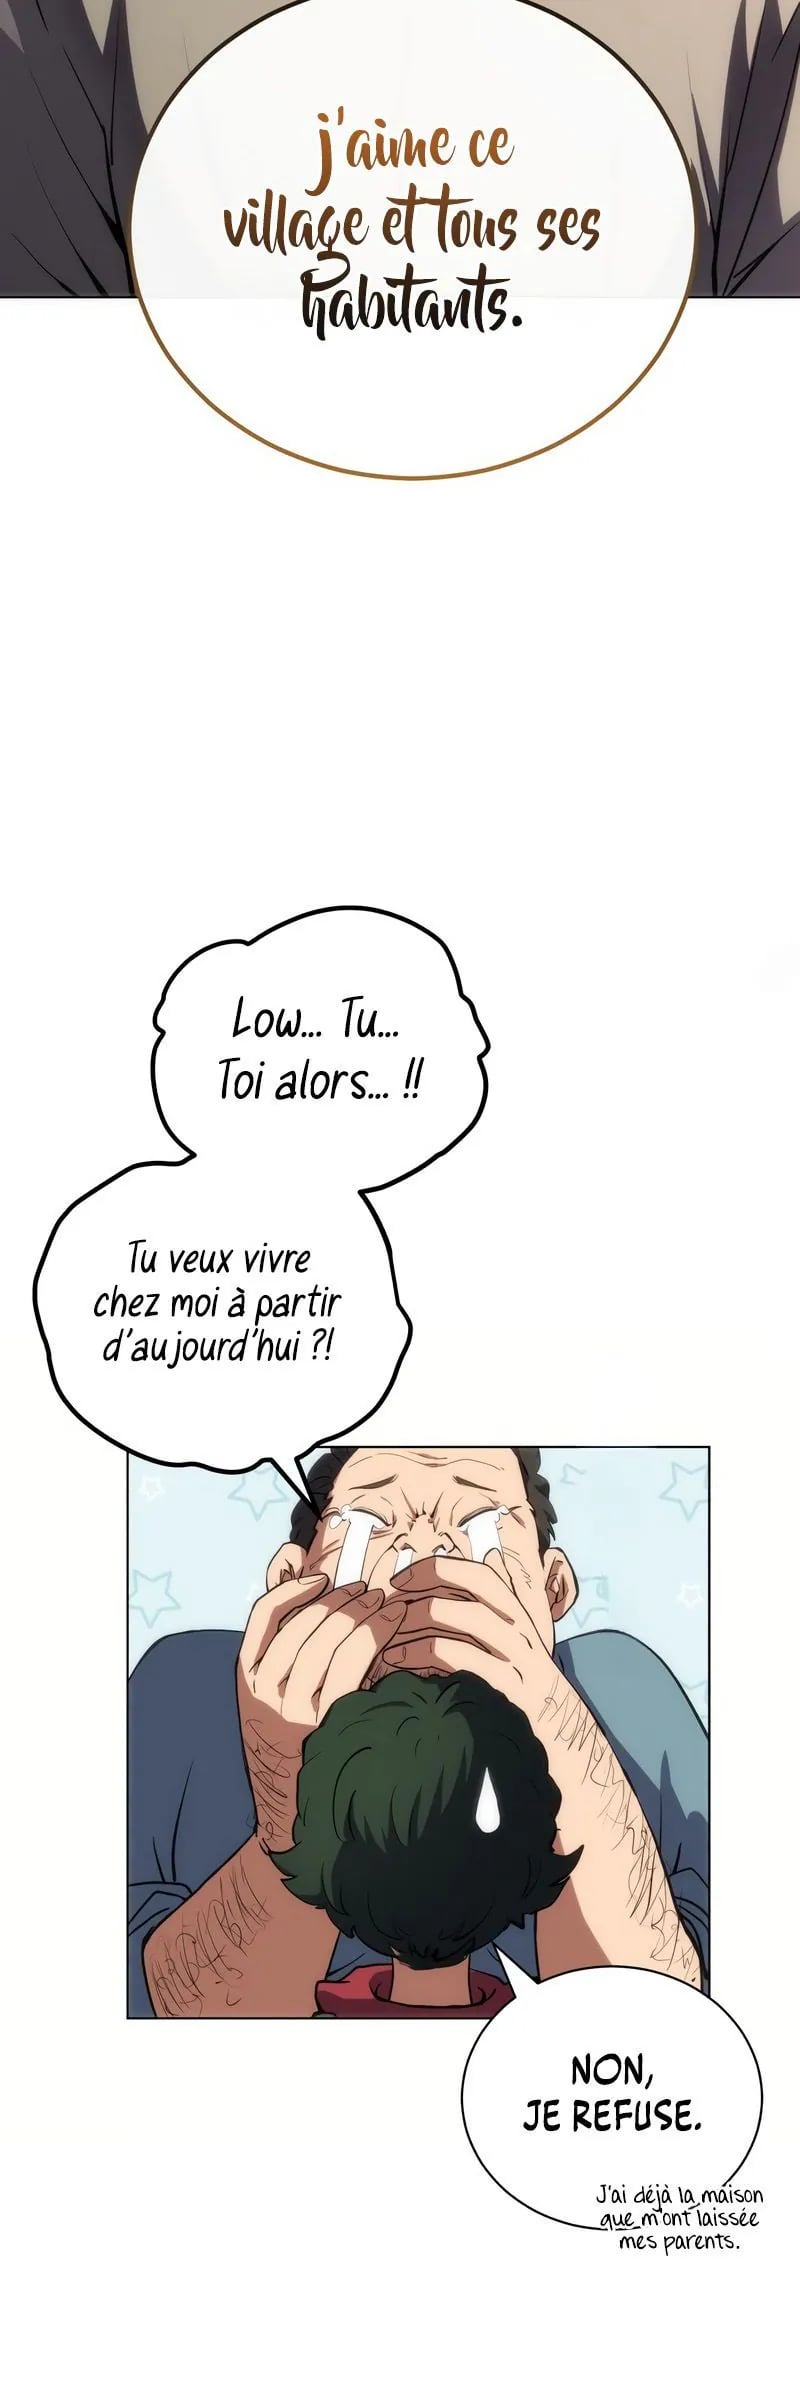 j'aime ce
village et tous ses
habitants.
Low... Tu...
Toi alors... !!
Tu veux vivre
chez moi à partir
d'aujourd'hui ?!
NON,
JE REFUSE.
J'ai déjà la maison
que m'ont laissée
mes parents.